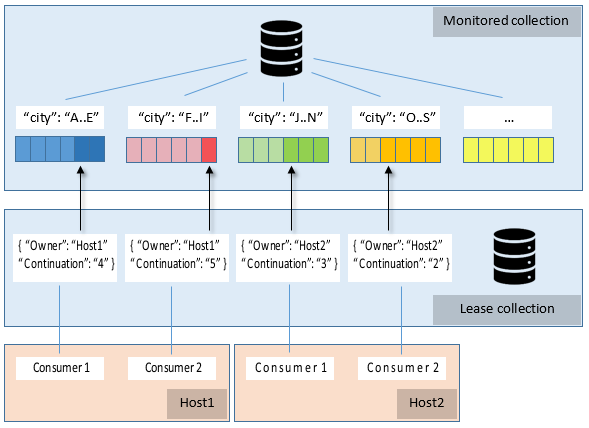 Monitored collection
“city”: “A..E”
“city”: “F..I”
“city”: “J..N”
“city”: “O..S”
...
{ “Owner”: “Host1”
“Continuation”: “4” }
{ “Owner”: “Host1”
“Continuation”: “5” }
{ “Owner”: “Host2”
“Continuation”: “3” }
{ “Owner”: “Host2”
“Continuation”: “2” }
Lease collection
Consumer 1
Consumer 2
Host1
Consumer 1
Consumer 2
Host2